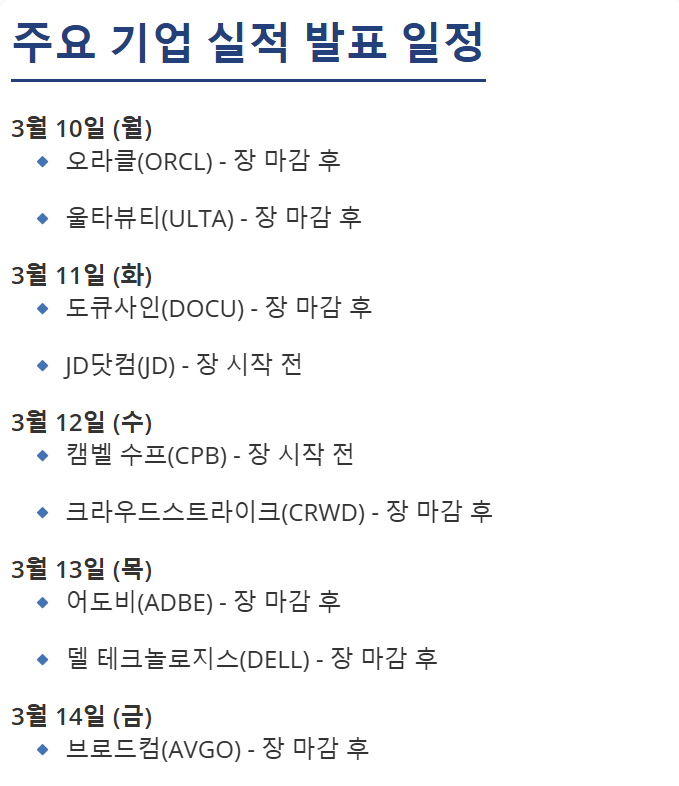 주요 기업 실적 발표 일정
3월 10일 (월)
오라클(ORCL) - 장 마감 후
울타뷰티(ULTA) - 장 마감 후
3월 11일 (화)
도큐사인(DOCU) - 장 마감 후
JD닷컴(JD) - 장 시작 전
3월 12일 (수)
캠벨 수프(CPB) - 장 시작 전
크라우드스트라이크(CRWD) - 장 마감 후
3월 13일 (목)
어도비(ADBE) - 장 마감 후
델 테크놀로지스(DELL) - 장 마감 후
3월 14일 (금)
브로드컴(AVGO) - 장 마감 후